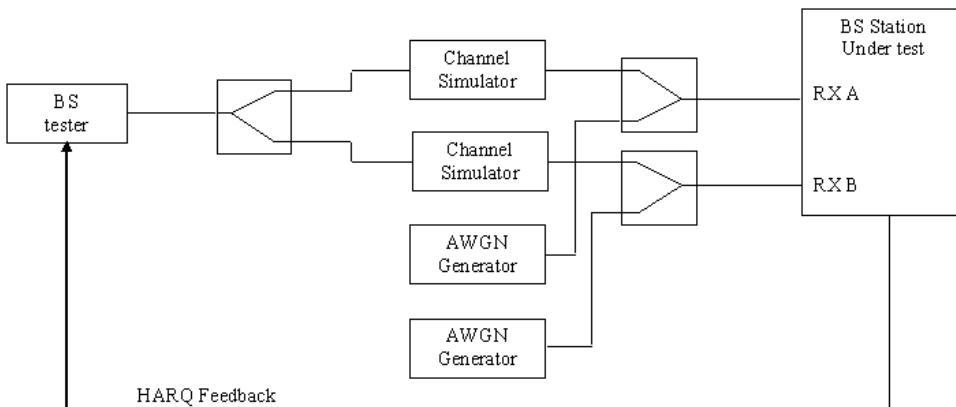 BS Station
Under test
Channel
Simulator
BS
tester
RX A
Channel
Simulator
RX B
AWGN
Generator
AWGN
Generator
HARQ Feedback